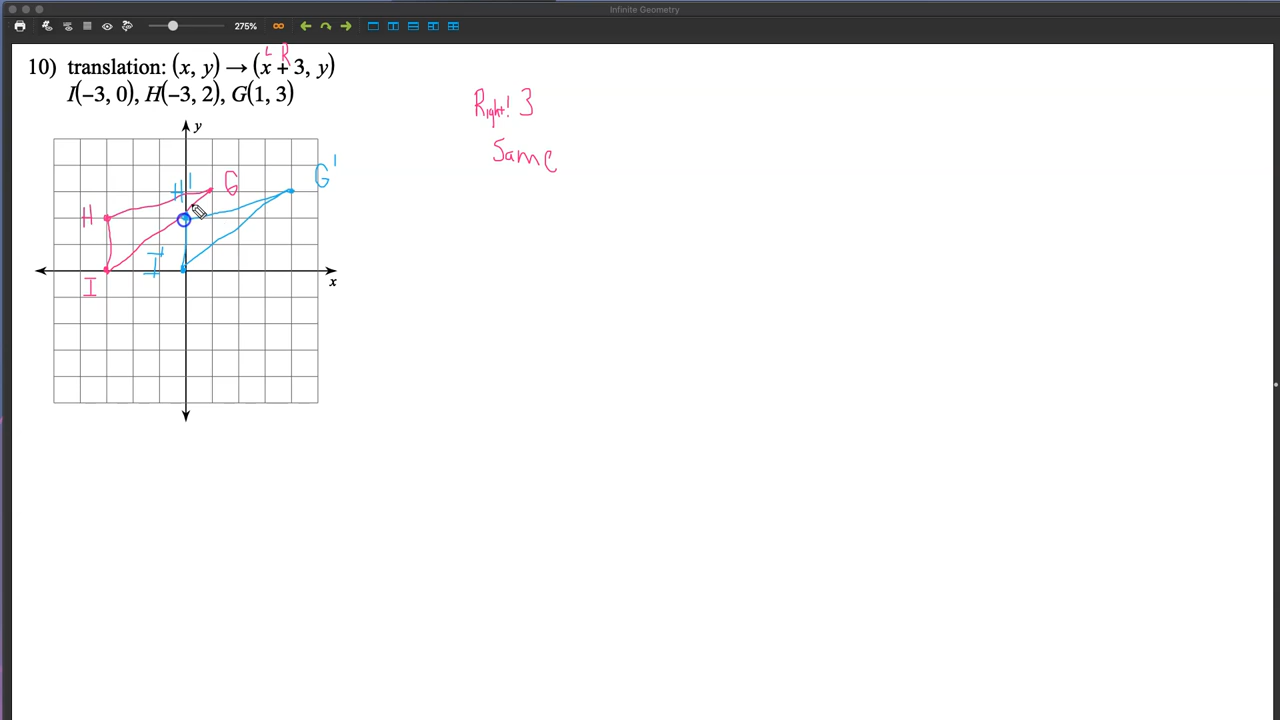 Infinite Geometry
275%
L R
10) translation: (x, y) → (x + 3, y)
I(−3, 0), H(−3, 2), G(1, 3)
Right! 3
Same
y
G'
H'
G
H
I'
I
x